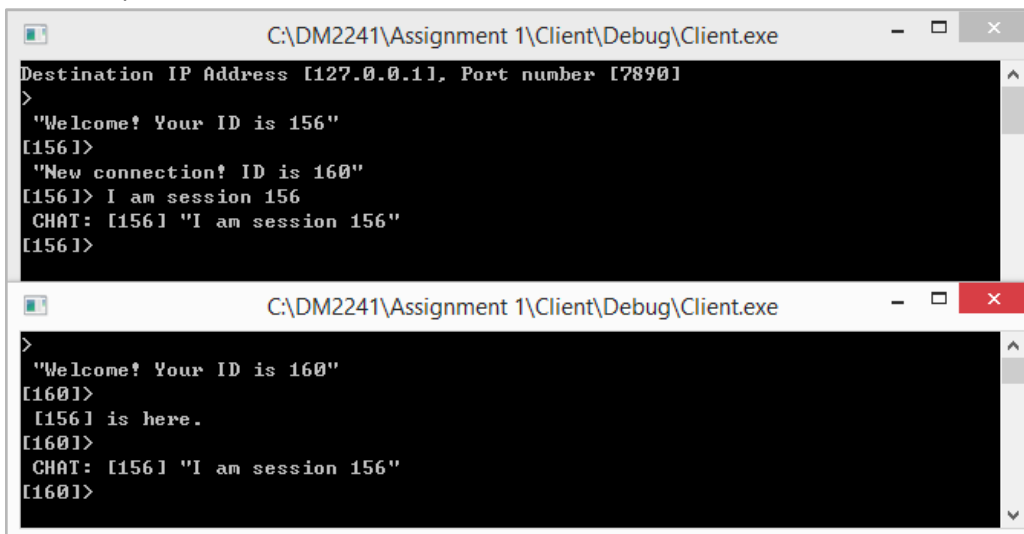 C:\DM2241\Assignment 1\Client\Debug\Client.exe
Destination IP Address [127.0.0.1], Port number [7890]
>
"Welcome! Your ID is 156"
[156]>
"New connection! ID is 160"
[156]> I am session 156
CHAT: [156] "I am session 156"
[156]>
C:\DM2241\Assignment 1\Client\Debug\Client.exe
>
"Welcome! Your ID is 160"
[160]>
[156] is here.
[160]>
CHAT: [156] "I am session 156"
[160]>